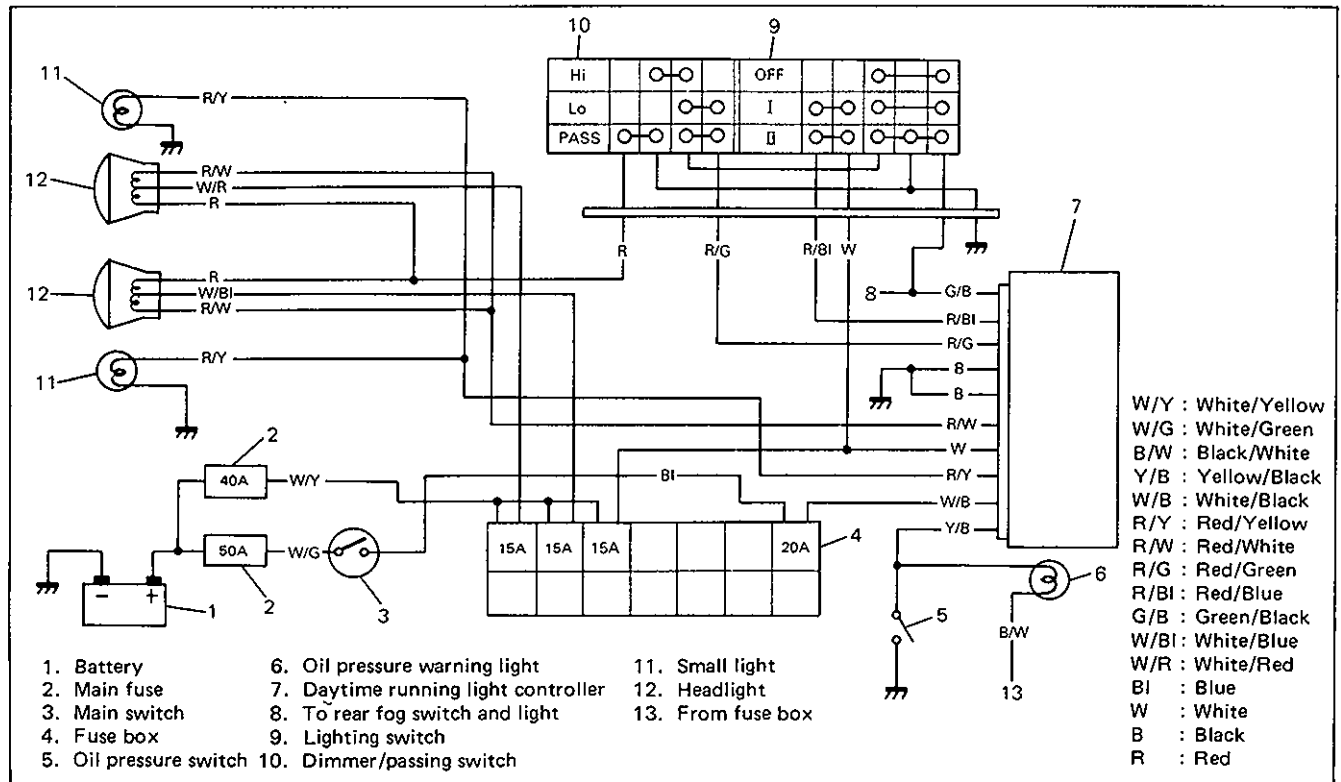 10
9
11
Hi
OFF
R/Y
Lo
I
PASS
II
12
R/W
W/R
R
7
R
R/G
R/Bl
W
R
12
W/Bl
R/W
8
G/B
R/Bl
R/G
R/Y
11
8
B
R/W
W
R/Y
W/B
Y/B
2
40A
W/Y
Bl
50A
W/G
15A
15A
15A
20A
4
6
- +
1
2
3
5
B/W
13
W/Y : White/Yellow
W/G : White/Green
B/W : Black/White
Y/B : Yellow/Black
W/B : White/Black
R/Y : Red/Yellow
R/W : Red/White
R/G : Red/Green
R/Bl : Red/Blue
G/B : Green/Black
W/Bl : White/Blue
W/R : White/Red
Bl : Blue
W : White
B : Black
R : Red
1. Battery
2. Main fuse
3. Main switch
4. Fuse box
5. Oil pressure switch
6. Oil pressure warning light
7. Daytime running light controller
8. To rear fog switch and light
9. Lighting switch
10. Dimmer/passing switch
11. Small light
12. Headlight
13. From fuse box